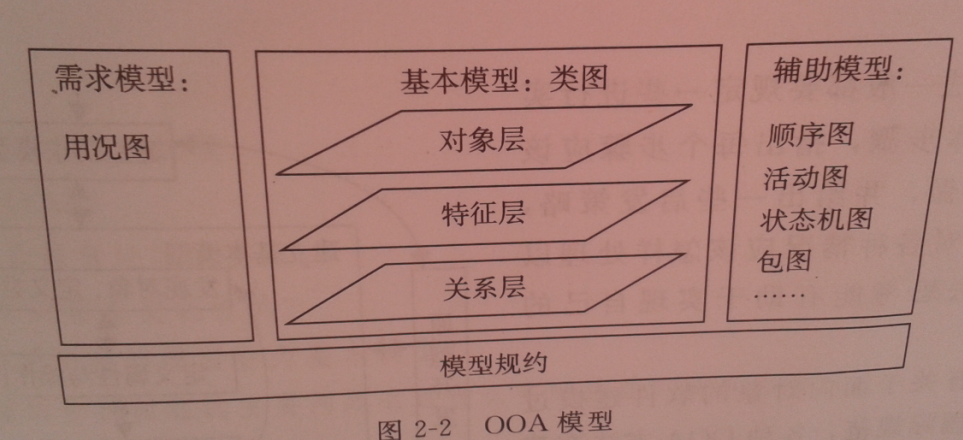 需求模型：
用况图
基本模型：类图
对象层
特征层
关系层
辅助模型：
顺序图
活动图
状态机图
包图
……
模型规约
图 2-2 OOA 模型